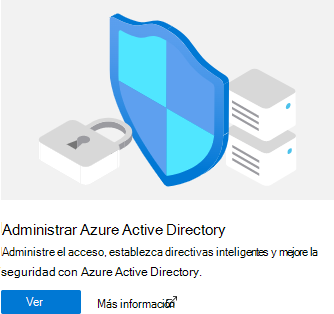 Administrar Azure Active Directory
Administre el acceso, establezca directivas inteligentes y mejore la
seguridad con Azure Active Directory.
Ver
Más información